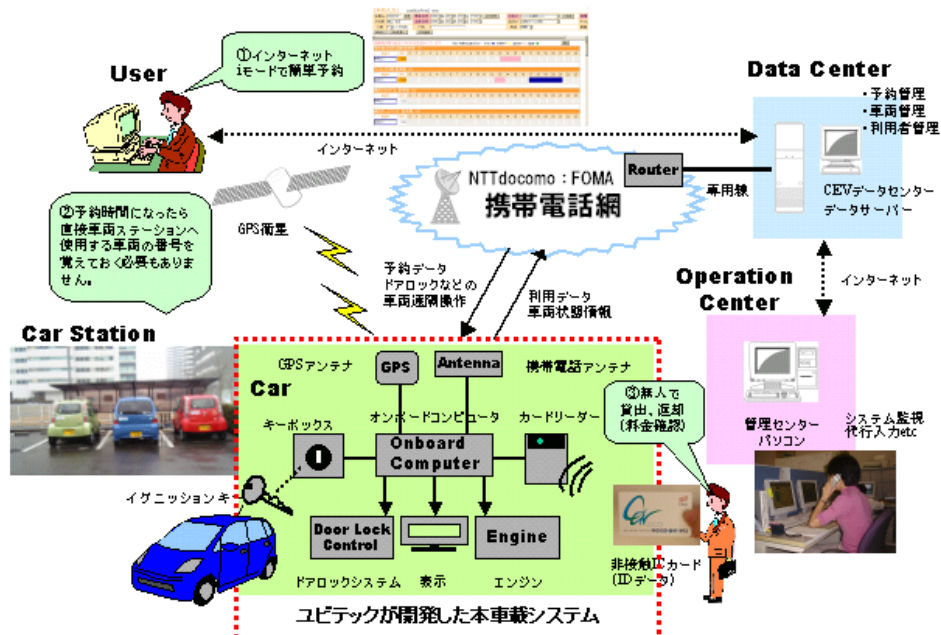 User
①インターネット
iモードで簡単予約
Data Center
・予約管理
・車両管理
・利用者管理
インターネット
Router
NTTdocomo：FOMA
携帯電話網
専用線
CEVデータセンター
データサーバー
GPS衛星
②予約時間になったら
直接車両ステーションへ
使用する車両の番号を
覚えておく必要もありま
せん。
予約データ
ドアロックなどの
車両遠隔操作
利用データ
車両状態情報
インターネット
Operation
Center
Car Station
GPSアンテナ
GPS
Antenna
携帯電話アンテナ
Car
③無人で
貸出、返却
(料金確認)
管理センター
パソコン
システム監視
代行入力etc
キーボックス
オンボードコンピュータ
カードリーダー
Onboard
Computer
イグニッションキー
Door Lock
Control
Engine
非接触ICカード
(IDデータ)
ドアロックシステム
表示
エンジン
ユビテックが開発した本車載システム